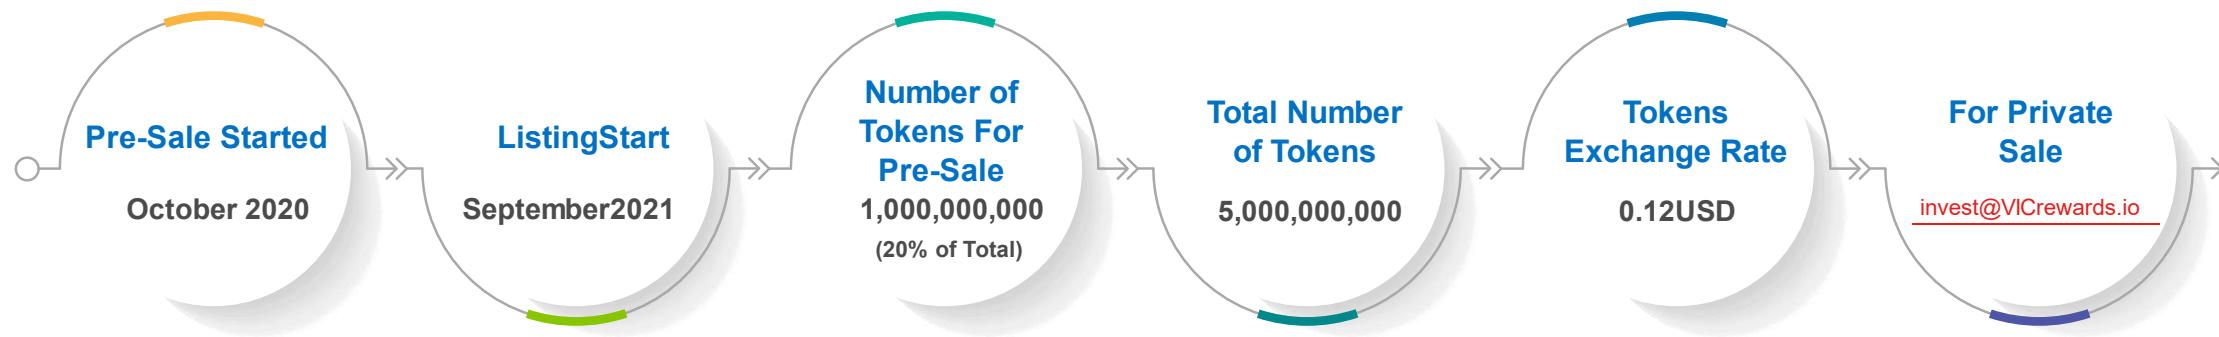 Pre-Sale Started
October 2020
ListingStart
September2021
Number of
Tokens For
Pre-Sale
1,000,000,000
(20% of Total)
Total Number
of Tokens
5,000,000,000
Tokens
Exchange Rate
0.12USD
For Private
Sale
invest@VICrewards.io